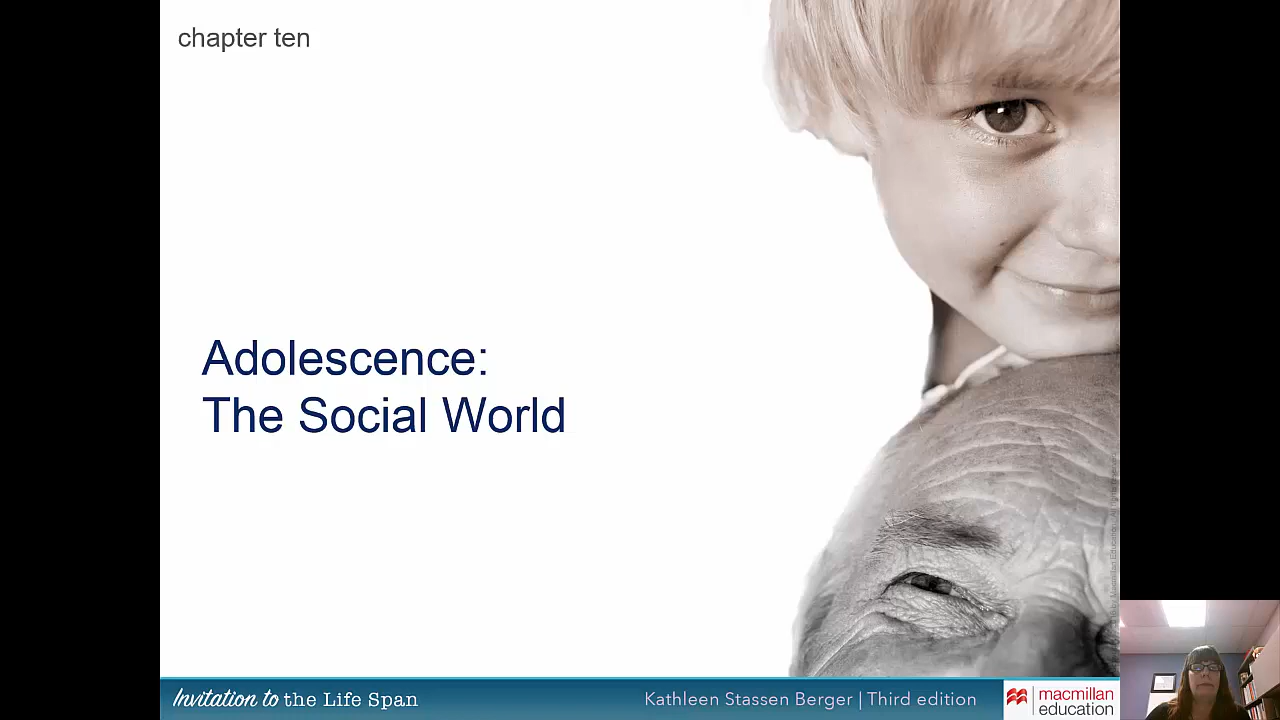 chapter ten
Adolescence:
The Social World
Invitation to the Life Span
Kathleen Stassen Berger | Third edition
macmillan
education